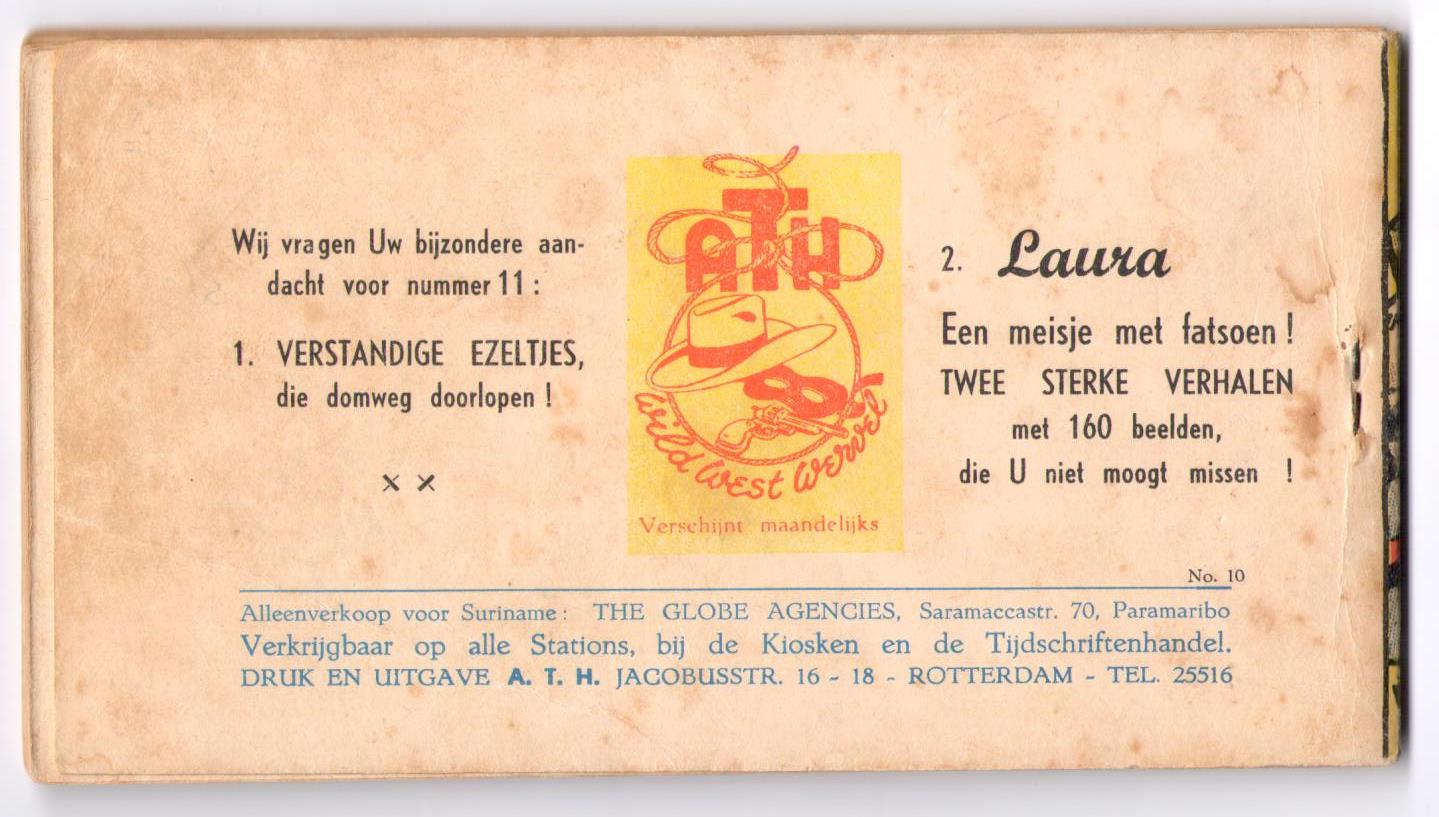 Wij vragen Uw bijzondere aan-
dacht voor nummer 11 :
1. VERSTANDIGE EZELTJES,
die domweg doorlopen !
x x
ATH
Wild West Wervel
Verschijnt maandelijks
2. Laura
Een meisje met fatsoen !
TWEE STERKE VERHALEN
met 160 beelden,
die U niet moogt missen !
No. 10
Alleenverkoop voor Suriname : THE GLOBE AGENCIES, Saramaccastr. 70, Paramaribo
Verkrijgbaar op alle Stations, bij de Kiosken en de Tijdschriftenhandel.
DRUK EN UITGAVE A. T. H. JACOBUSSTR. 16 - 18 - ROTTERDAM - TEL. 25516